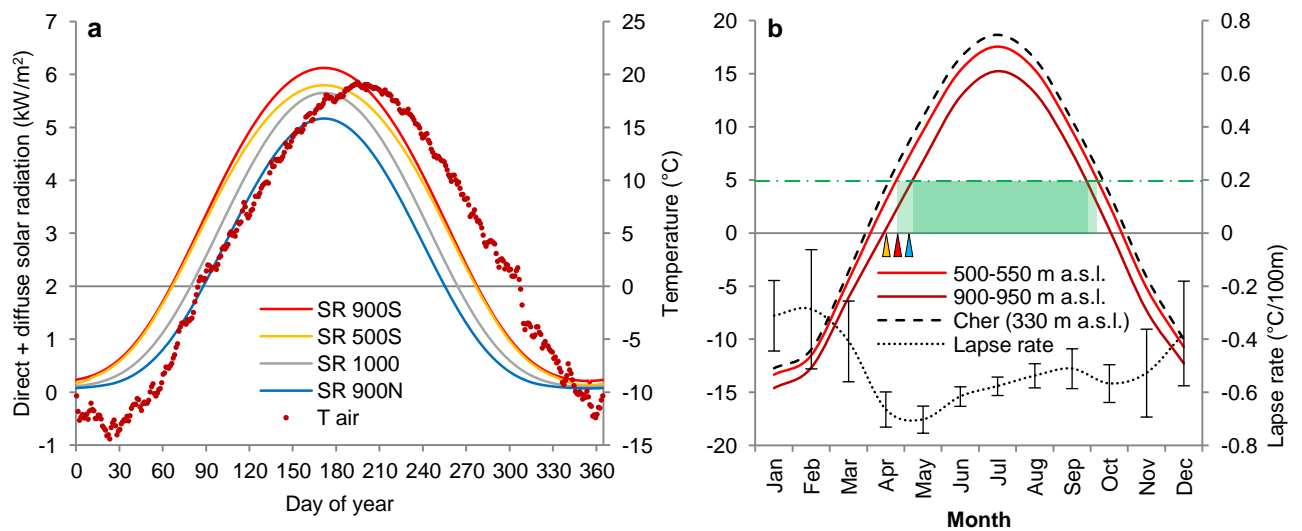 a
7
6
5
4
3
2
1
0
-1
Direct + diffuse solar radiation (kW/m²)
25
20
15
10
5
0
-5
-10
-15
Temperature (°C)
SR 900S
SR 500S
SR 1000
SR 900N
T air
0 30 60 90 120 150 180 210 240 270 300 330 360
Day of year
b
20
15
10
5
0
-5
-10
-15
-20
0.8
0.6
0.4
0.2
0
-0.2
-0.4
-0.6
-0.8
Lapse rate (°C/100m)
500-550 m a.s.l.
900-950 m a.s.l.
Cher (330 m a.s.l.)
Lapse rate
Jan Feb Mar Apr May Jun Jul Aug Sep Oct Nov Dec
Month